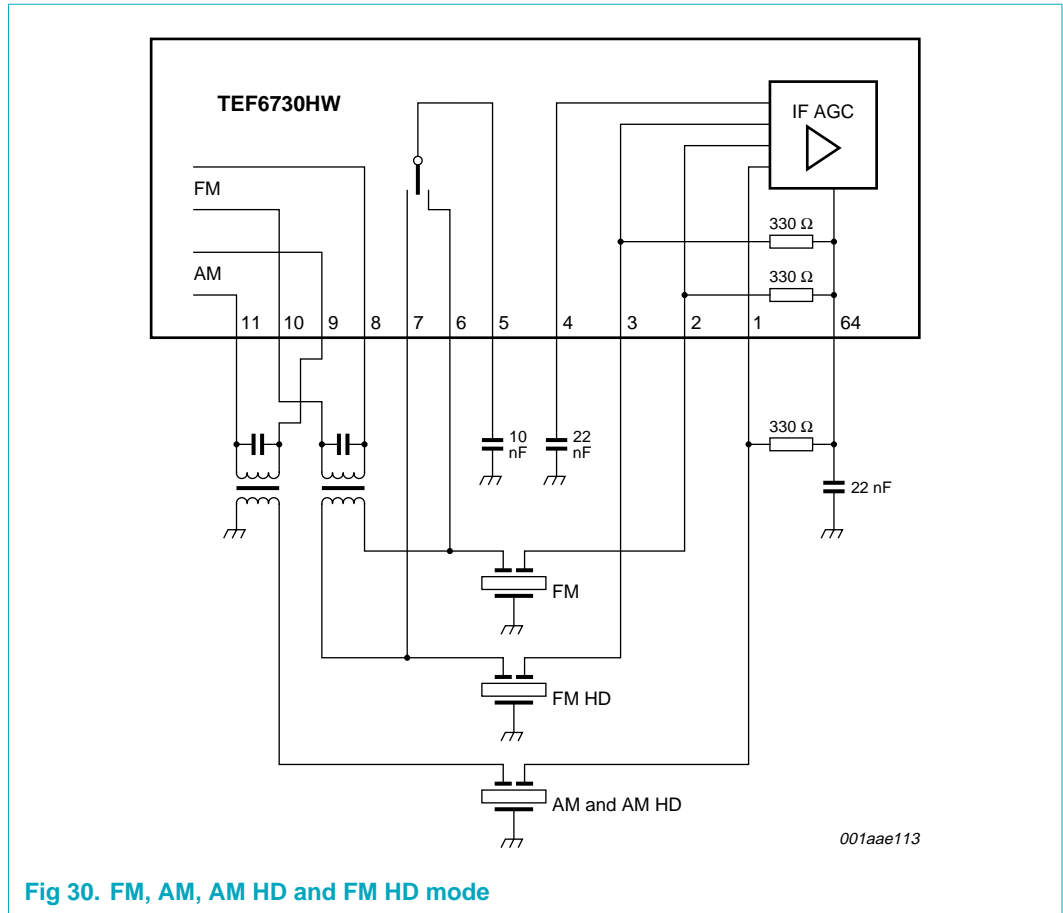 TEF6730HW
IF AGC
FM
AM
330 Ω
330 Ω
11 10 9 8 7 6 5 4 3 2 1 64
10
nF
22
nF
330 Ω
22 nF
FM
FM HD
AM and AM HD
001aae113
Fig 30. FM, AM, AM HD and FM HD mode